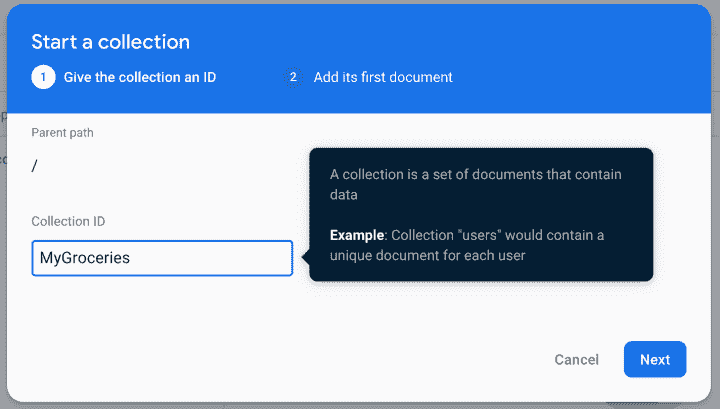 Start a collection
1 Give the collection an ID 2 Add its first document
Parent path
/
A collection is a set of documents that contain
data
Collection ID
Example: Collection "users" would contain a
unique document for each user
MyGroceries
Cancel Next